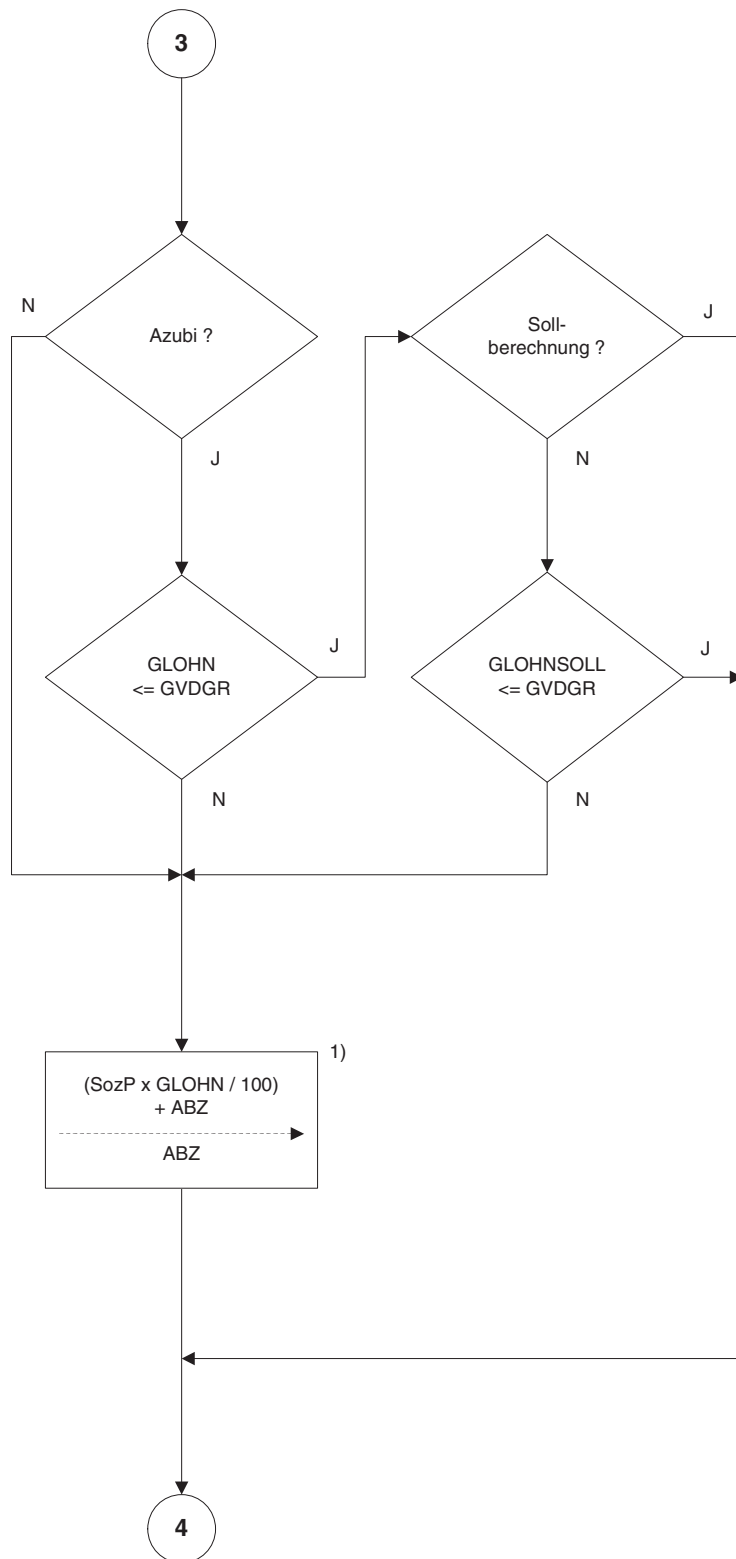 3
N
Azubi ?
J
Soll-
berechnung ?
J
N
GLOHN
<= GVDGR
J
N
GLOHNSOLL
<= GVDGR
J
N
1)
(SozP x GLOHN / 100)
+ ABZ
ABZ
4